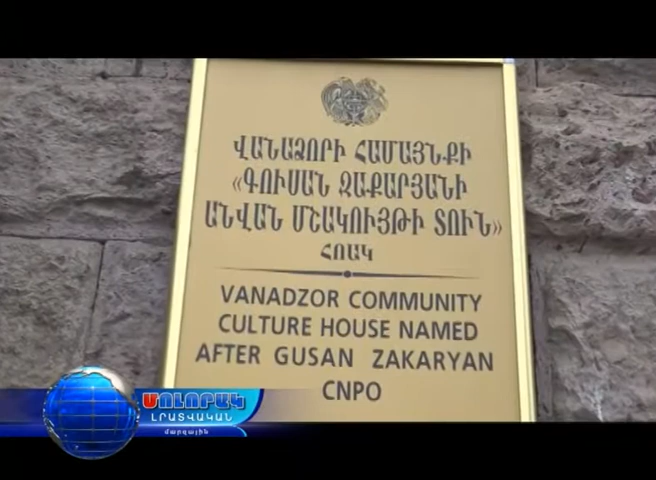 ՎԱՆԱՁՈՐԻ ՀԱՄԱՅՆՔԻ
«ԳՈՒՍԱՆ ԶԱՔԱՐՅԱՆԻ
ԱՆՎԱՆ ՄՇԱԿՈՒՅԹԻ ՏՈՒՆ»
ՀՈԱԿ
VANADZOR COMMUNITY
CULTURE HOUSE NAMED
AFTER GUSAN ZAKARYAN
CNPO
ՄՈԼՈՐԱԿ
ԼՐԱՏՎԱԿԱՆ
մարզային